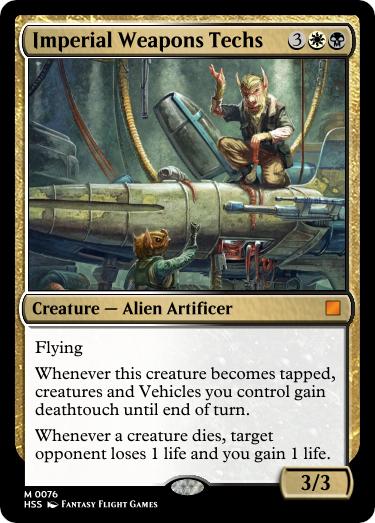 Imperial Weapons Techs 3
Creature — Alien Artificer
Flying
Whenever this creature becomes tapped,
creatures and Vehicles you control gain
deathtouch until end of turn.
Whenever a creature dies, target
opponent loses 1 life and you gain 1 life.
3/3
M 0076
HSS Fantasy Flight Games